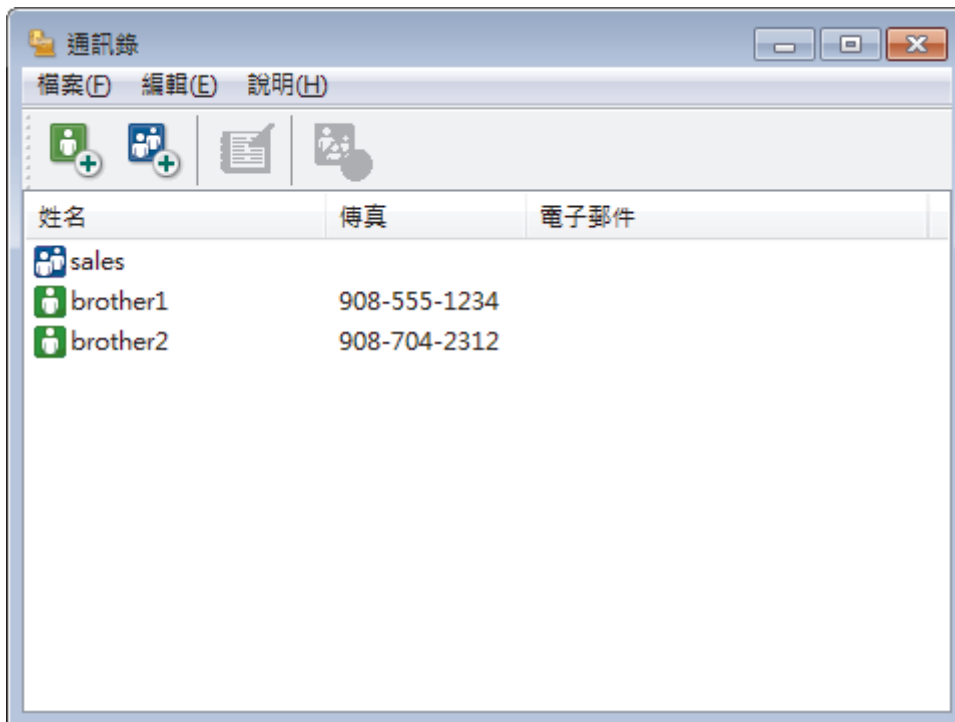 通訊錄
檔案(F) 編輯(E) 說明(H)
姓名 傳真 電子郵件
sales
brother1 908-555-1234
brother2 908-704-2312